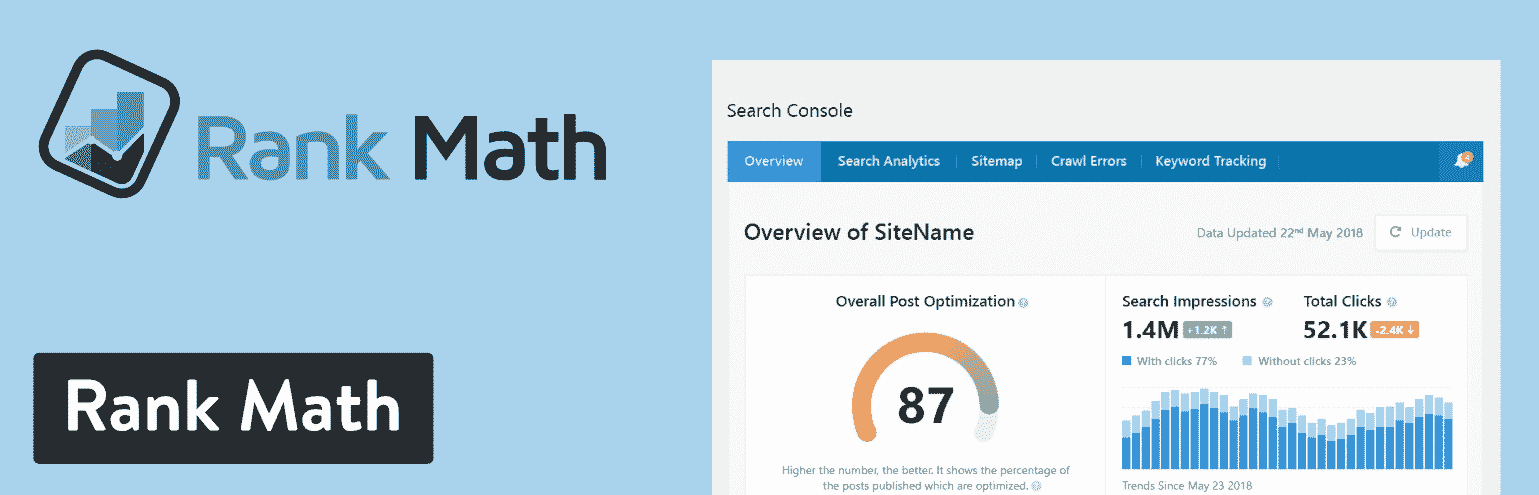 Rank Math
Rank Math
Search Console
Overview
Search Analytics
Sitemap
Crawl Errors
Keyword Tracking
4
Overview of SiteName
Data Updated 22nd May 2018
Update
Overall Post Optimization
87
Higher the number, the better. It shows the percentage of
the posts published which are optimized.
Search Impressions
1.4M +1.2K ↑
Total Clicks
52.1K -2.4K ↓
With clicks 77%
Without clicks 23%
Trends Since May 23 2018